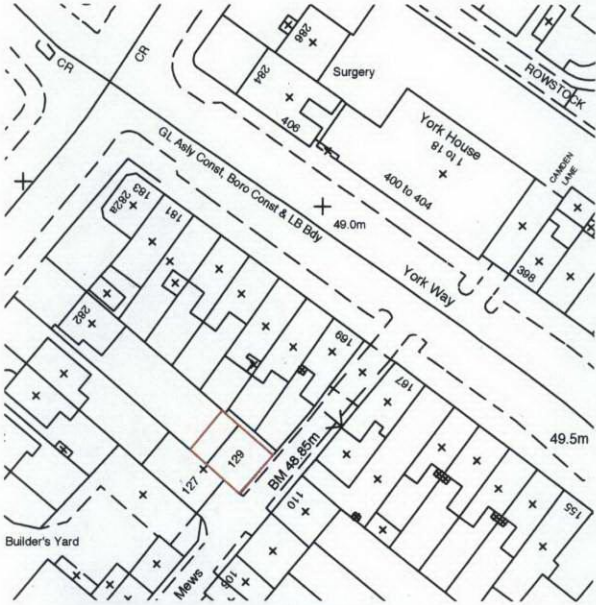 286
CR
CR
Surgery
ROWSTOCK
284
406
York House
1 to 18
GL Asly Const, Boro Const & LB Bdy
CAMDEN
LANE
400 to 404
183
282a
181
49.0m
398
York Way
282
169
167
49.5m
129
BM 48.85m
127
110
155
Builder's Yard
Mews
108